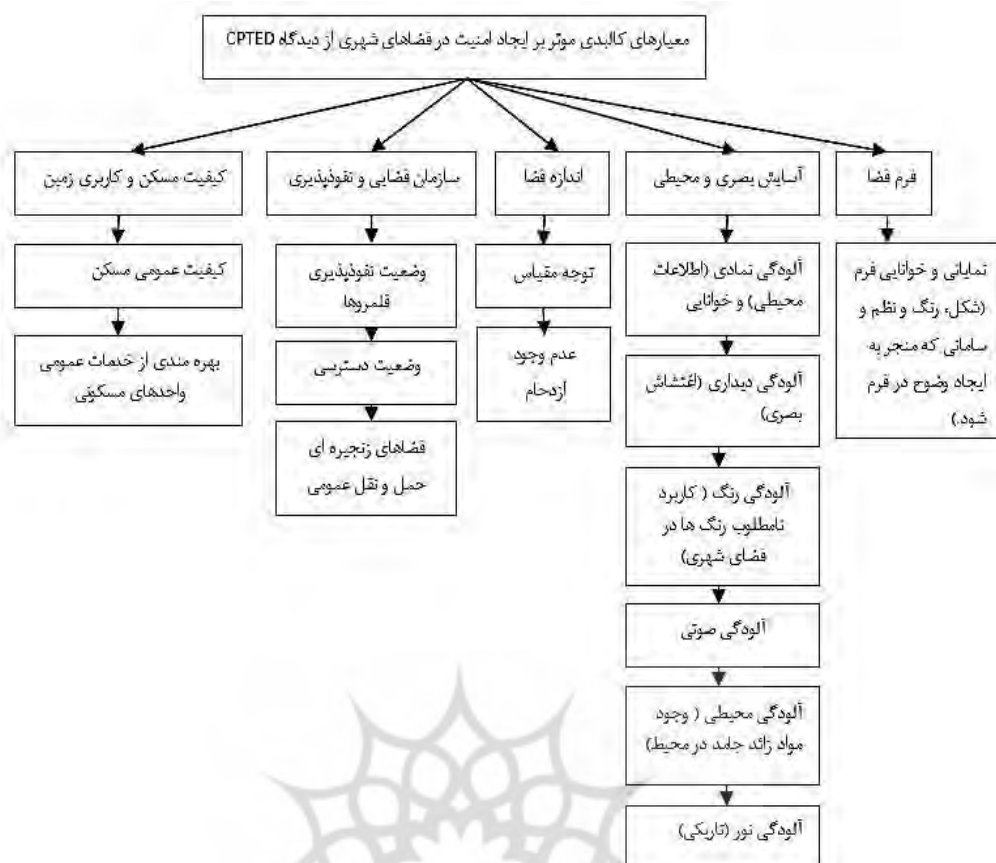 معیارهای کالبدی موثر بر ایجاد امنیت در فضاهای شهری از دیدگاه CPTED
فرم فضا
نمایانی و خوانایی فرم
(شکل، رنگ و نظم و
سامانی که منجر به
ایجاد وضوح در فرم
شود.)
آسایش بصری و محیطی
آلودگی نمادی (اطلاعات
محیطی) و خوانایی
آلودگی دیداری (اغتشاش
بصری)
آلودگی رنگ ( کاربرد
نامطلوب رنگ ها در
فضای شهری)
آلودگی صوتی
آلودگی محیطی ( وجود
مواد زائد جامد در محیط)
آلودگی نور (تاریکی)
اندازه فضا
توجه مقیاس
عدم وجود
ازدحام
سازمان فضایی و نفوذپذیری
وضعیت نفوذپذیری
قلمروها
وضعیت دسترسی
فضاهای زنجیره ای
حمل و نقل عمومی
کیفیت مسکن و کاربری زمین
کیفیت عمومی مسکن
بهره مندی از خدمات عمومی
واحدهای مسکونی